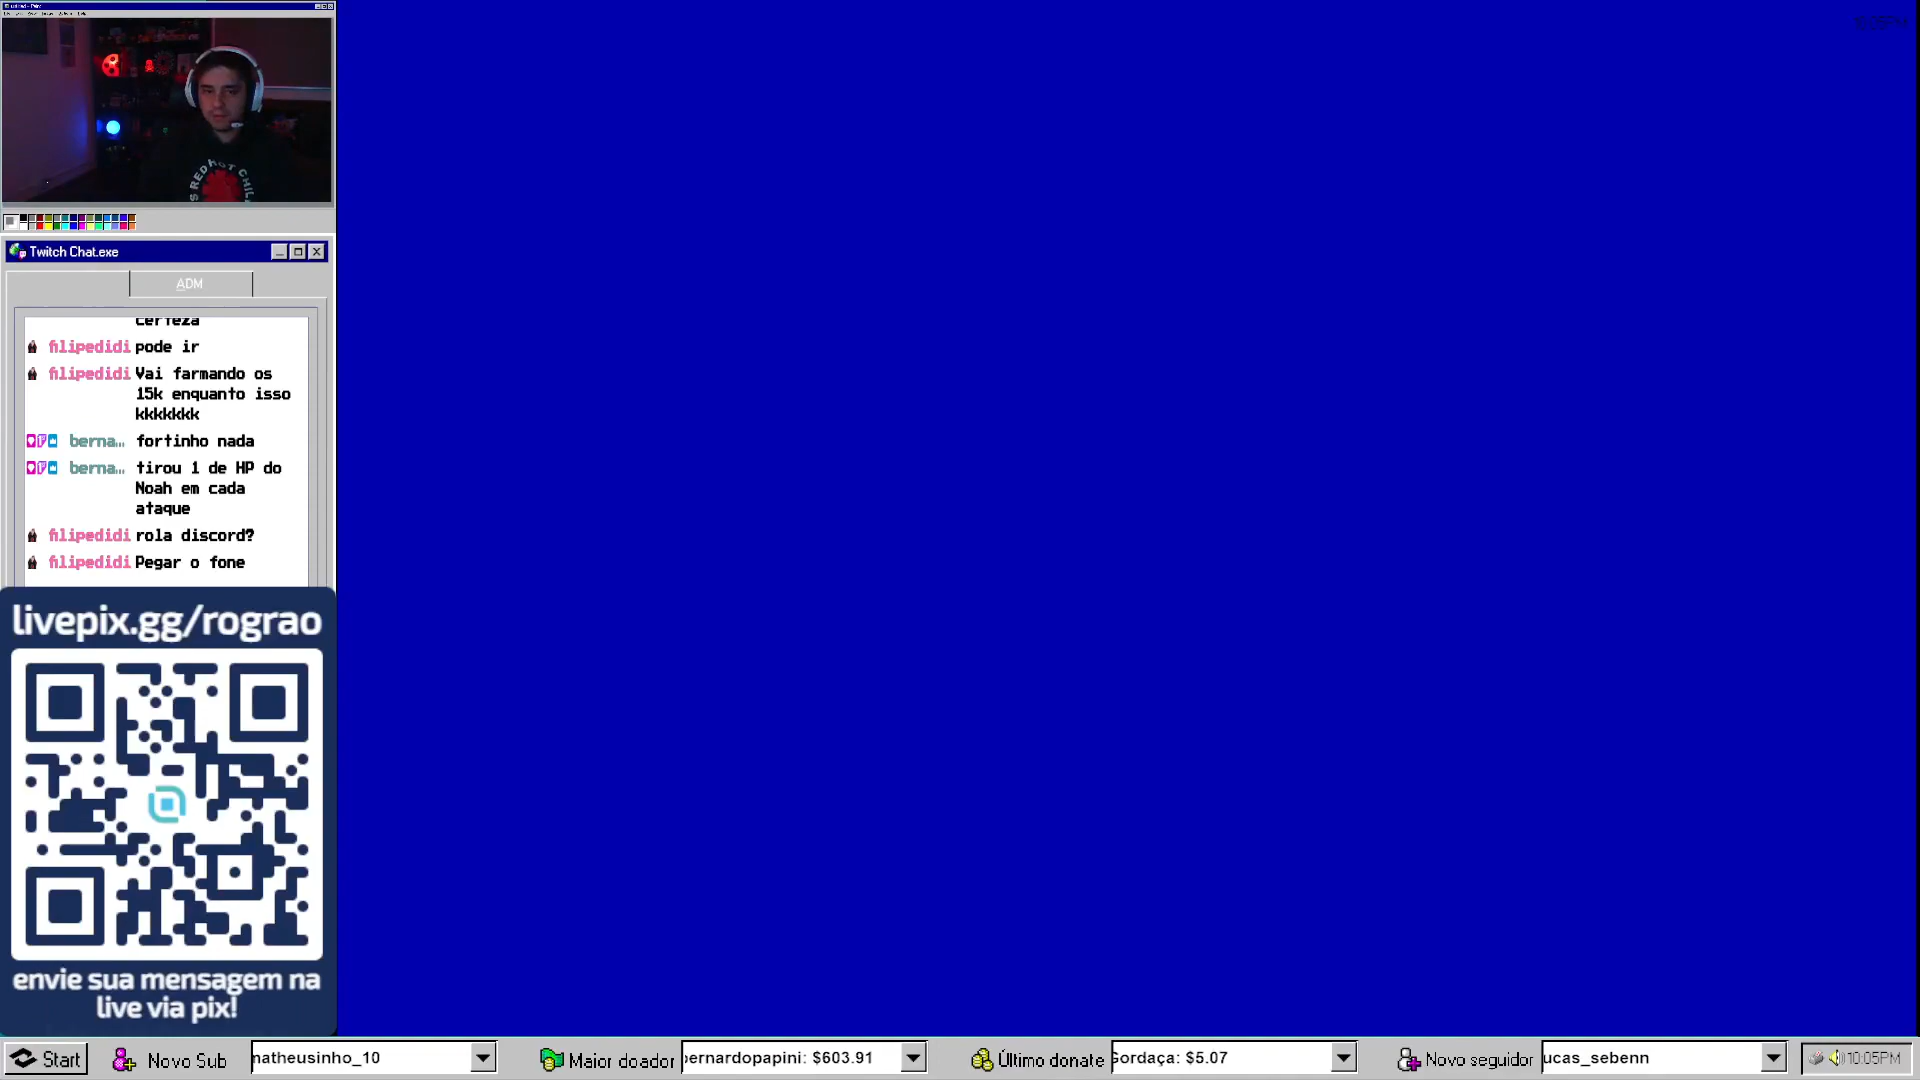 Twitch Chat.exe
ADM
certeza
filipedidi pode ir
filipedidi Vai farmando os
15k enquanto isso
kkkkkkk
berna... fortinho nada
berna... tirou 1 de HP do
Noah em cada
ataque
filipedidi rola discord?
filipedidi Pegar o fone
livepix.gg/rograo
envie sua mensagem na
live via pix!
Start Novo Sub natheusinho_10 Maior doador ernardopapini: $603.91 Último donate Gordaça: $5.07 Novo seguidor ucas_sebenn 10:05PM